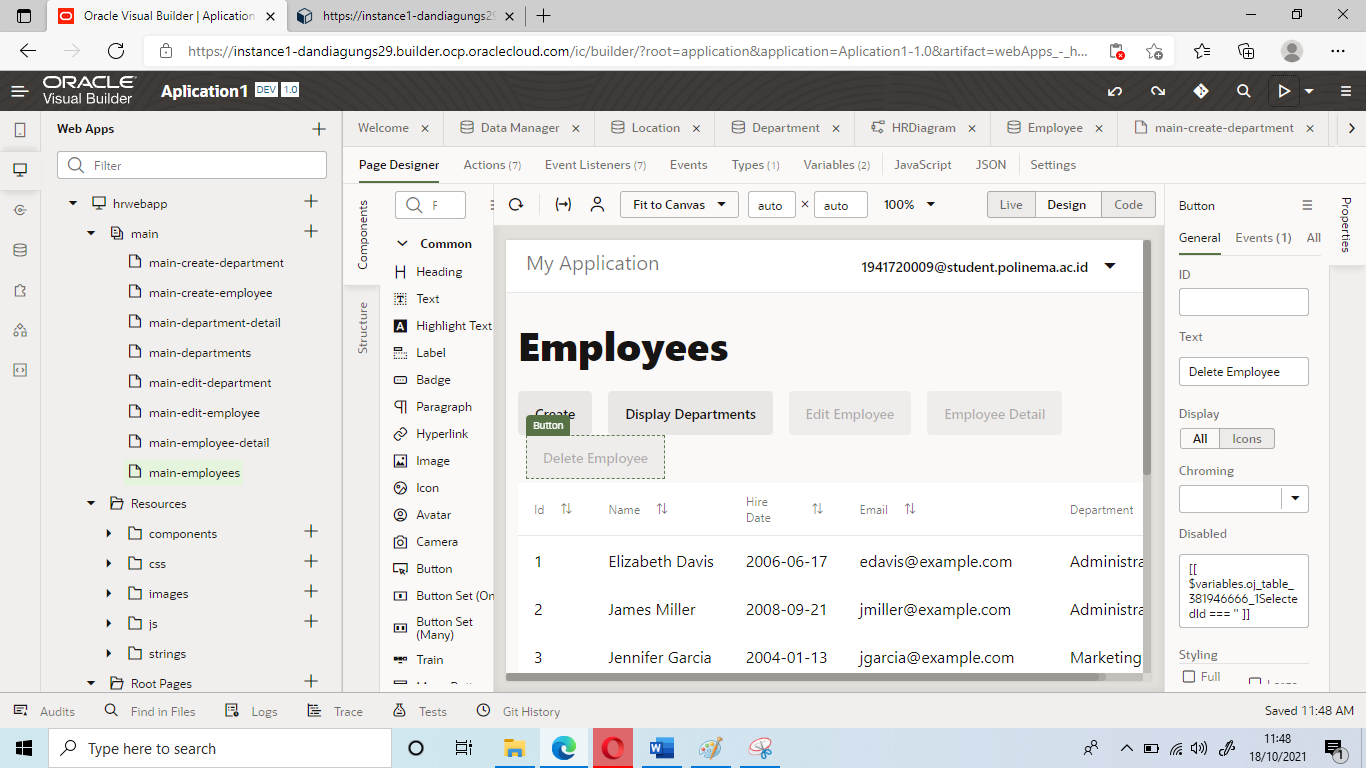 Oracle Visual Builder | Aplication
https://instance1-dandiagungs29
https://instance1-dandiagungs29.builder.ocp.oraclecloud.com/ic/builder/?root=application&application=Aplication1-1.0&artifact=webApps_-_h...
ORACLE
Visual Builder
Aplication1 DEV 1.0
Web Apps
Filter
hrwebapp
main
main-create-department
main-create-employee
main-department-detail
main-departments
main-edit-department
main-edit-employee
main-employee-detail
main-employees
Resources
components
css
images
js
strings
Root Pages
Welcome × Data Manager × Location × Department × HRDiagram × Employee × main-create-department ×
Page Designer Actions (7) Event Listeners (7) Events Types (1) Variables (2) JavaScript JSON Settings
Components
Structure
F
Common
Heading
Text
Highlight Text
Label
Badge
Paragraph
Hyperlink
Image
Icon
Avatar
Camera
Button
Button Set (On
Button Set
(Many)
Train
Fit to Canvas auto × auto 100% Live Design Code
My Application 1941720009@student.polinema.ac.id
Employees
Create Display Departments Edit Employee Employee Detail
Button
Delete Employee
Id Name Hire Date Email Department
1 Elizabeth Davis 2006-06-17 edavis@example.com Administra
2 James Miller 2008-09-21 jmiller@example.com Administra
3 Jennifer Garcia 2004-01-13 jgarcia@example.com Marketing
Button
Properties
General Events (1) All
ID
Text
Delete Employee
Display
All Icons
Chroming
Disabled
[[
$variables.oj_table_
381946666_1Selecte
dId === '' ]]
Styling
Full
Audits Find in Files Logs Trace Tests Git History Saved 11:48 AM
Type here to search
11:48
18/10/2021
1